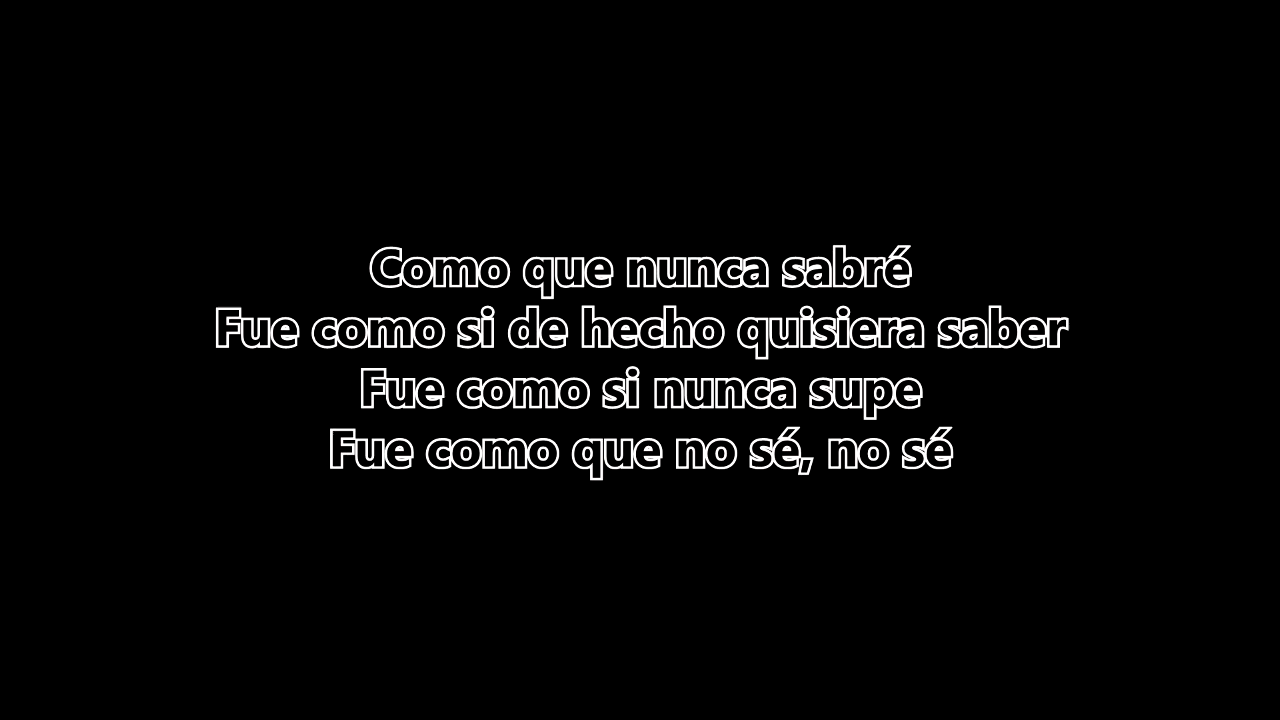 Como que nunca sabré
Fue como si de hecho quisiera saber
Fue como si nunca supe
Fue como que no sé, no sé